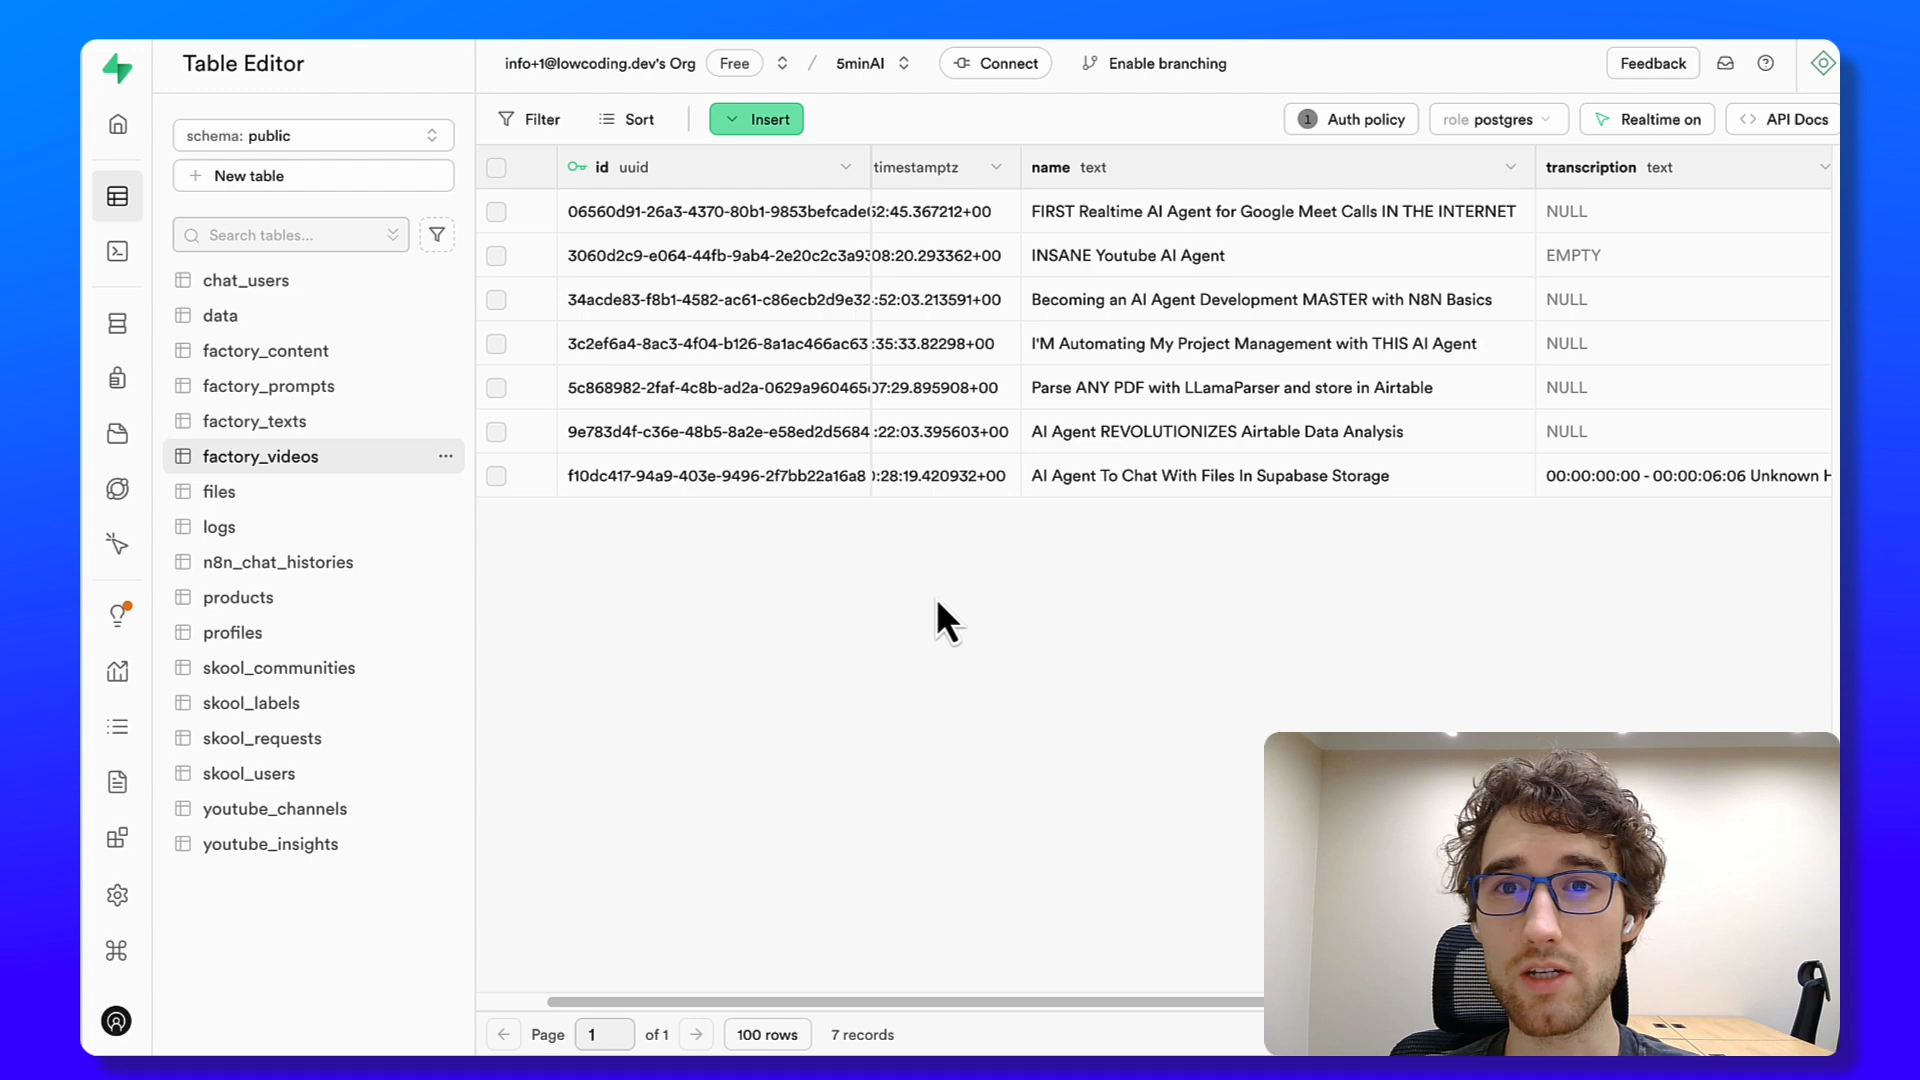 Table Editor
info+1@lowcoding.dev's Org Free / 5minAI Connect Enable branching Feedback
schema: public
New table
Search tables...
chat_users
data
factory_content
factory_prompts
factory_texts
factory_videos
files
logs
n8n_chat_histories
products
profiles
skool_communities
skool_labels
skool_requests
skool_users
youtube_channels
youtube_insights
Filter Sort Insert 1 Auth policy role postgres Realtime on API Docs
id uuid timestamptz name text transcription text
06560d91-26a3-4370-80b1-9853befcade 2:45.367212+00 FIRST Realtime AI Agent for Google Meet Calls IN THE INTERNET NULL
3060d2c9-e064-44fb-9ab4-2e20c2c3a9 08:20.293362+00 INSANE Youtube AI Agent EMPTY
34acde83-f8b1-4582-ac61-c86ecb2d9e32 :52:03.213591+00 Becoming an AI Agent Development MASTER with N8N Basics NULL
3c2ef6a4-8ac3-4f04-b126-8a1ac466ac63 :35:33.82298+00 I'M Automating My Project Management with THIS AI Agent NULL
5c868982-2faf-4c8b-ad2a-0629a960465 07:29.895908+00 Parse ANY PDF with LLamaParser and store in Airtable NULL
9e783d4f-c36e-48b5-8a2e-e58ed2d5684 :22:03.395603+00 AI Agent REVOLUTIONIZES Airtable Data Analysis NULL
f10dc417-94a9-403e-9496-2f7bb22a16a8 :28:19.420932+00 AI Agent To Chat With Files In Supabase Storage 00:00:00:00 - 00:00:06:06 Unknown H
Page 1 of 1 100 rows 7 records